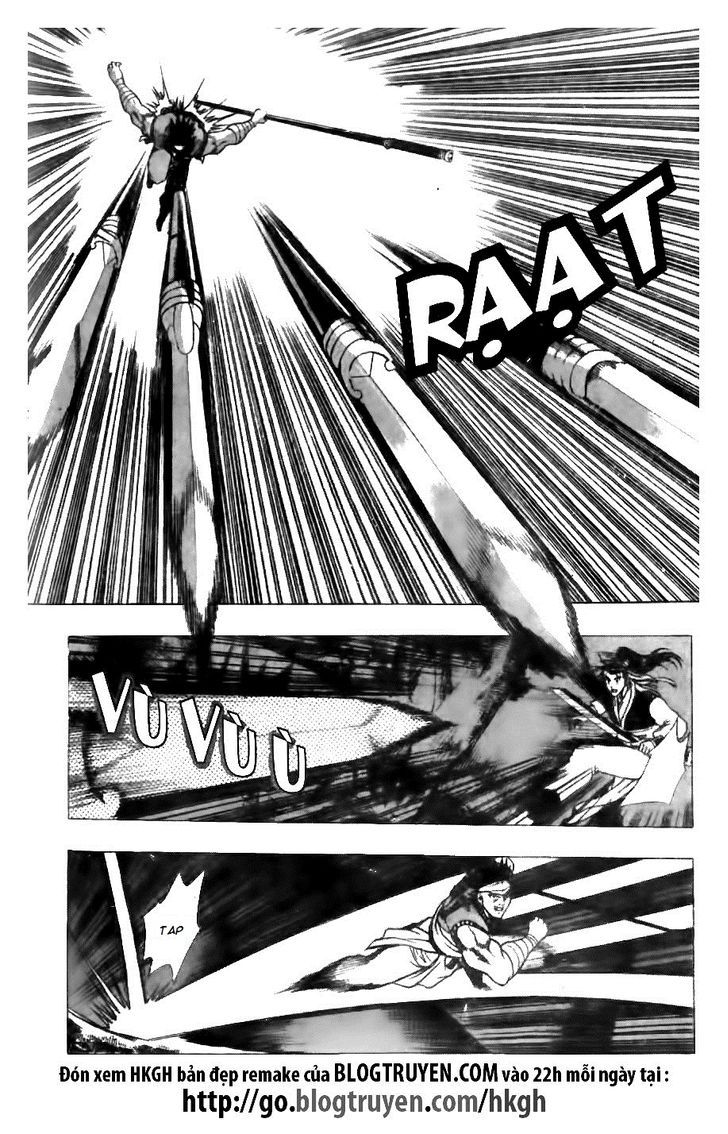 RẠẠT
VÙ VÙ Ù
TAP
Đón xem HKGH bản đẹp remake của BLOGTRUYEN.COM vào 22h mỗi ngày tại :
http://go.blogtruyen.com/hkgh